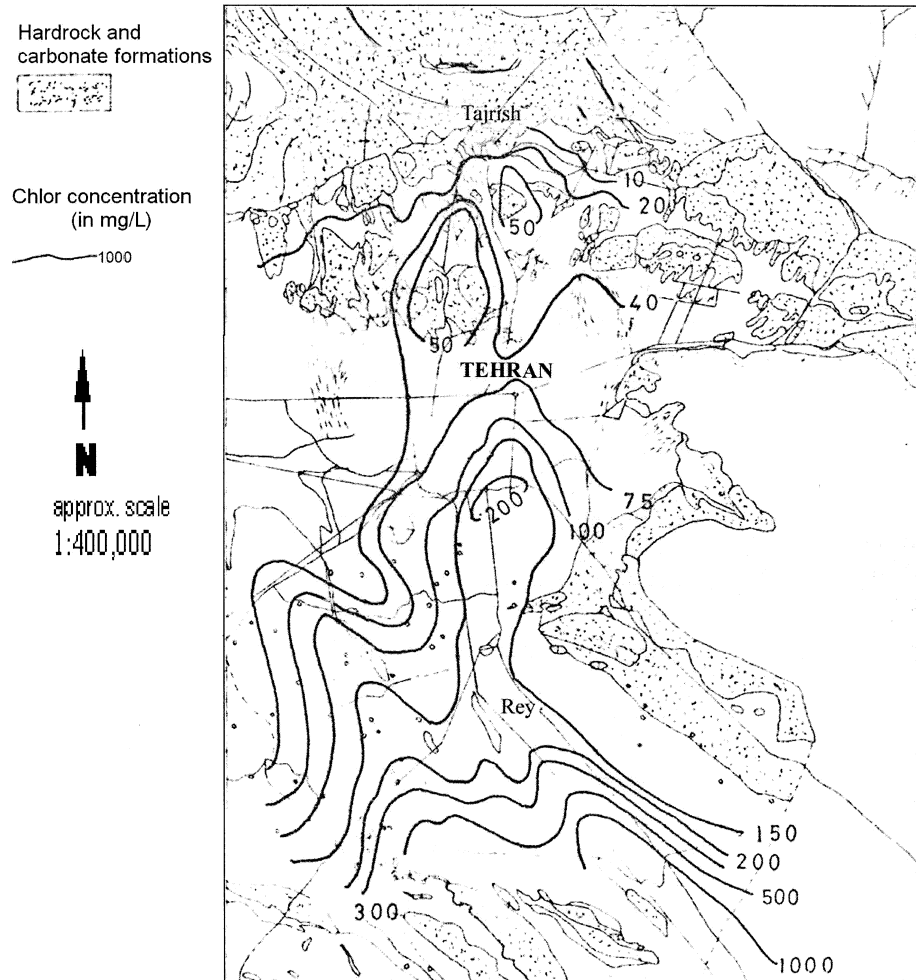 Hardrock and
carbonate formations
Chlor concentration
(in mg/L)
1000
N
approx. scale
1:400,000
Tajrish
10
20
50
40
50
TEHRAN
75
200
100
Rey
150
200
500
300
1000